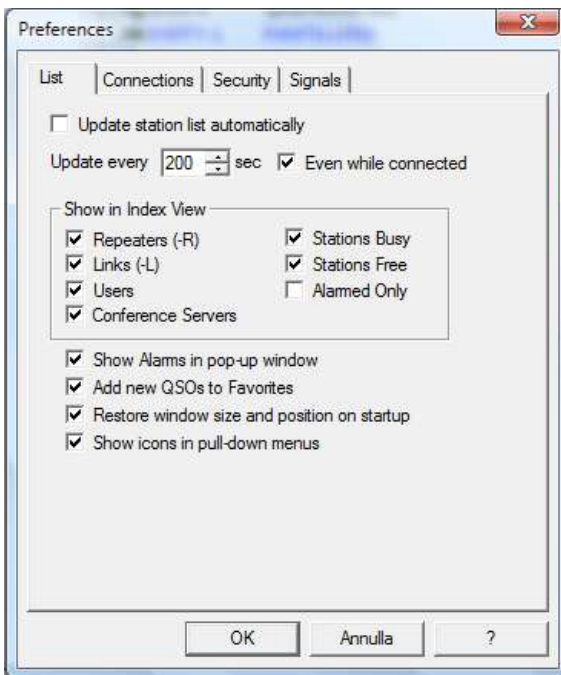 Preferences
List Connections Security Signals
Update station list automatically
Update every 200 sec Even while connected
Show in Index View
Repeaters (-R) Stations Busy
Links (-L) Stations Free
Users Alarmed Only
Conference Servers
Show Alarms in pop-up window
Add new QSOs to Favorites
Restore window size and position on startup
Show icons in pull-down menus
OK Annulla ?